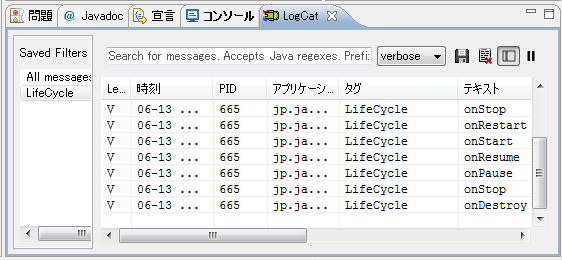 問題 @ Javadoc 宣言 コンソール LogCat
Saved Filters
Search for messages. Accepts Java regexes. Prefi: verbose
All messages
LifeCycle
Le... 時刻 PID アプリケーシ... タグ テキスト
V 06-13 ... 665 jp.ja... LifeCycle onStop
V 06-13 ... 665 jp.ja... LifeCycle onRestart
V 06-13 ... 665 jp.ja... LifeCycle onStart
V 06-13 ... 665 jp.ja... LifeCycle onResume
V 06-13 ... 665 jp.ja... LifeCycle onPause
V 06-13 ... 665 jp.ja... LifeCycle onStop
V 06-13 ... 665 jp.ja... LifeCycle onDestroy